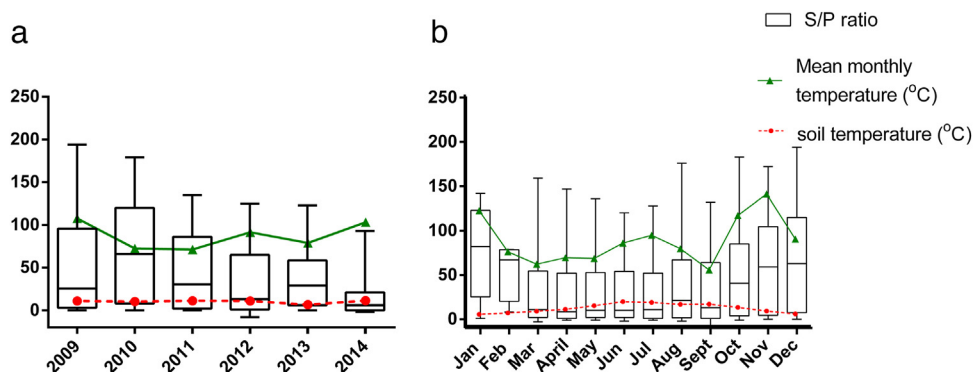 a
b
S/P ratio
Mean monthly
temperature (°C)
soil temperature (°C)
250
200
150
100
50
0
2009
2010
2011
2012
2013
2014
250
200
150
100
50
0
Jan
Feb
Mar
April
May
Jun
Jul
Aug
Sept
Oct
Nov
Dec